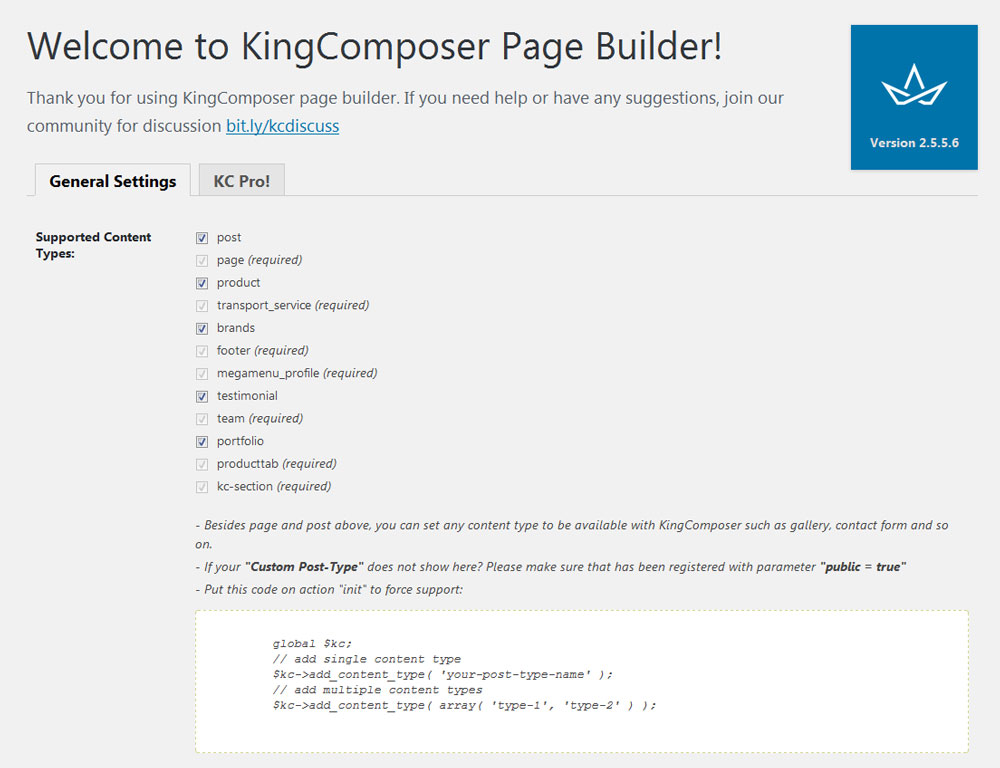 Welcome to KingComposer Page Builder!
Thank you for using KingComposer page builder. If you need help or have any suggestions, join our
community for discussion bit.ly/kcdiscuss
Version 2.5.5.6
General Settings
KC Pro!
Supported Content
Types:
post
page (required)
product
transport_service (required)
brands
footer (required)
megamenu_profile (required)
testimonial
team (required)
portfolio
producttab (required)
kc-section (required)
- Besides page and post above, you can set any content type to be available with KingComposer such as gallery, contact form and so
on.
- If your "Custom Post-Type" does not show here? Please make sure that has been registered with parameter "public = true"
- Put this code on action "init" to force support:
global $kc;
// add single content type
$kc->add_content_type( 'your-post-type-name' );
// add multiple content types
$kc->add_content_type( array( 'type-1', 'type-2' ) );